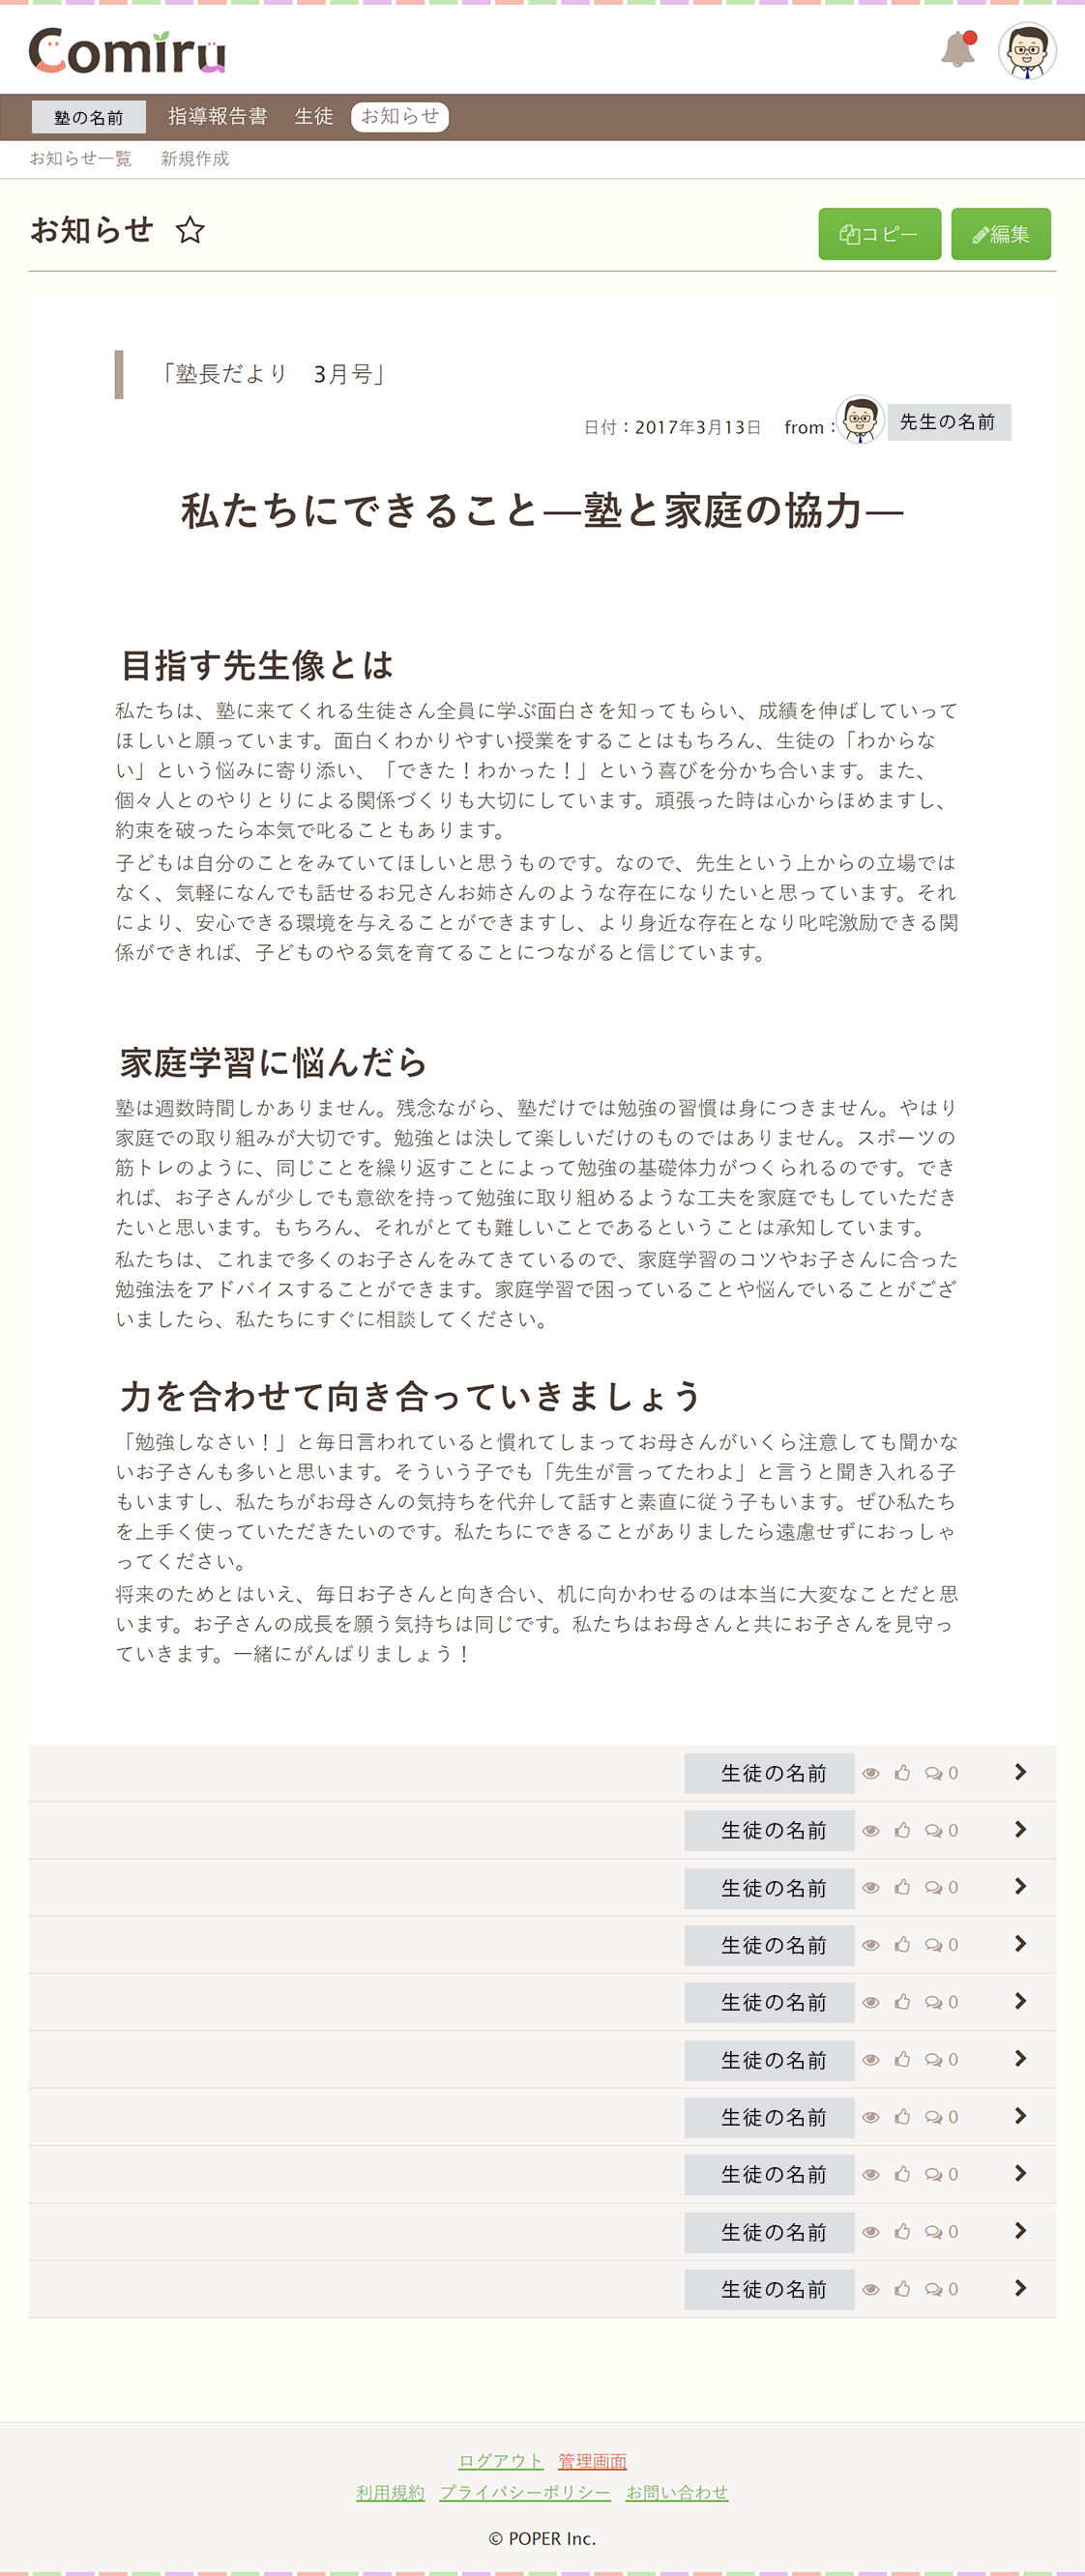 Comiru
塾の名前 指導報告書 生徒 お知らせ
お知らせ一覧 新規作成
お知らせ コピー 編集
「塾長だより　3月号」
日付：2017年3月13日 from： 先生の名前
私たちにできること―塾と家庭の協力―
目指す先生像とは
私たちは、塾に来てくれる生徒さん全員に学ぶ面白さを知ってもらい、成績を伸ばしていって
ほしいと願っています。面白くわかりやすい授業をすることはもちろん、生徒の「わからな
い」という悩みに寄り添い、「できた！わかった！」という喜びを分かち合います。また、
個々人とのやりとりによる関係づくりも大切にしています。頑張った時は心からほめますし、
約束を破ったら本気で叱ることもあります。
子どもは自分のことをみていてほしいと思うものです。なので、先生という上からの立場では
なく、気軽になんでも話せるお兄さんお姉さんのような存在になりたいと思っています。それ
により、安心できる環境を与えることができますし、より身近な存在となり叱咤激励できる関
係ができれば、子どものやる気を育てることにつながると信じています。
家庭学習に悩んだら
塾は週数時間しかありません。残念ながら、塾だけでは勉強の習慣は身につきません。やはり
家庭での取り組みが大切です。勉強とは決して楽しいだけのものではありません。スポーツの
筋トレのように、同じことを繰り返すことによって勉強の基礎体力がつくられるのです。でき
れば、お子さんが少しでも意欲を持って勉強に取り組めるような工夫を家庭でもしていただき
たいと思います。もちろん、それがとても難しいことであるということは承知しています。
私たちは、これまで多くのお子さんをみてきているので、家庭学習のコツやお子さんに合った
勉強法をアドバイスすることができます。家庭学習で困っていることや悩んでいることがござ
いましたら、私たちにすぐに相談してください。
力を合わせて向き合っていきましょう
「勉強しなさい！」と毎日言われていると慣れてしまってお母さんがいくら注意しても聞かな
いお子さんも多いと思います。そういう子でも「先生が言ってたわよ」と言うと聞き入れる子
もいますし、私たちがお母さんの気持ちを代弁して話すと素直に従う子もいます。ぜひ私たち
を上手く使っていただきたいのです。私たちにできることがありましたら遠慮せずにおっしゃ
ってください。
将来のためとはいえ、毎日お子さんと向き合い、机に向かわせるのは本当に大変なことだと思
います。お子さんの成長を願う気持ちは同じです。私たちはお母さんと共にお子さんを見守っ
ていきます。一緒にがんばりましょう！
生徒の名前 0
生徒の名前 0
生徒の名前 0
生徒の名前 0
生徒の名前 0
生徒の名前 0
生徒の名前 0
生徒の名前 0
生徒の名前 0
生徒の名前 0
ログアウト 管理画面
利用規約 プライバシーポリシー お問い合わせ
© POPER Inc.